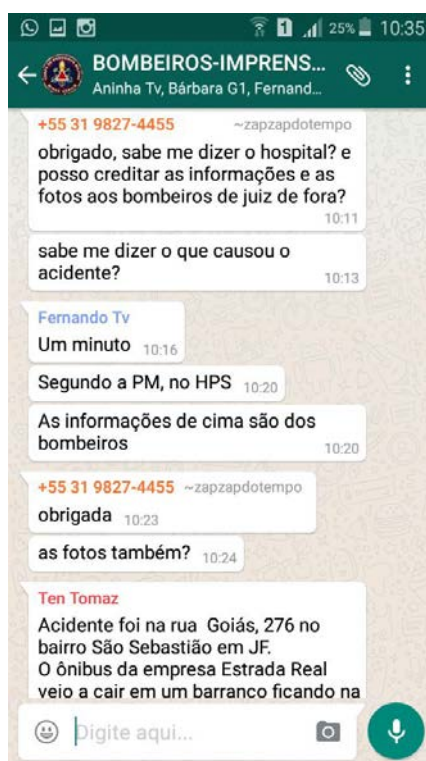 1 25% 10:35
BOMBEIROS-IMPRENS...
Aninha Tv, Bárbara G1, Fernand...
+55 31 9827-4455 ~zapzapdotempo
obrigado, sabe me dizer o hospital? e
posso creditar as informações e as
fotos aos bombeiros de juiz de fora?
10:11
sabe me dizer o que causou o
acidente?
10:13
Fernando Tv
Um minuto 10:16
Segundo a PM, no HPS 10:20
As informações de cima são dos
bombeiros
10:20
+55 31 9827-4455 ~zapzapdotempo
obrigada 10:23
as fotos também? 10:24
Ten Tomaz
Acidente foi na rua Goiás, 276 no
bairro São Sebastião em JF.
O ônibus da empresa Estrada Real
veio a cair em um barranco ficando na
Digite aqui...